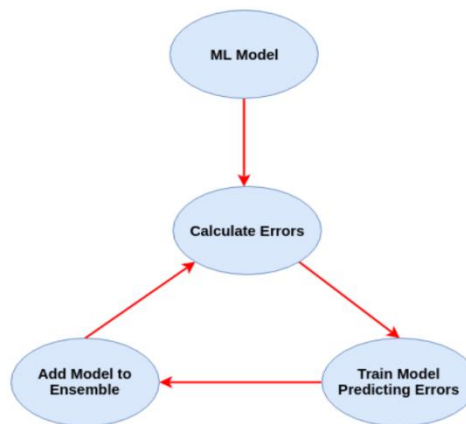 ML Model
Calculate Errors
Add Model to
Ensemble
Train Model
Predicting Errors